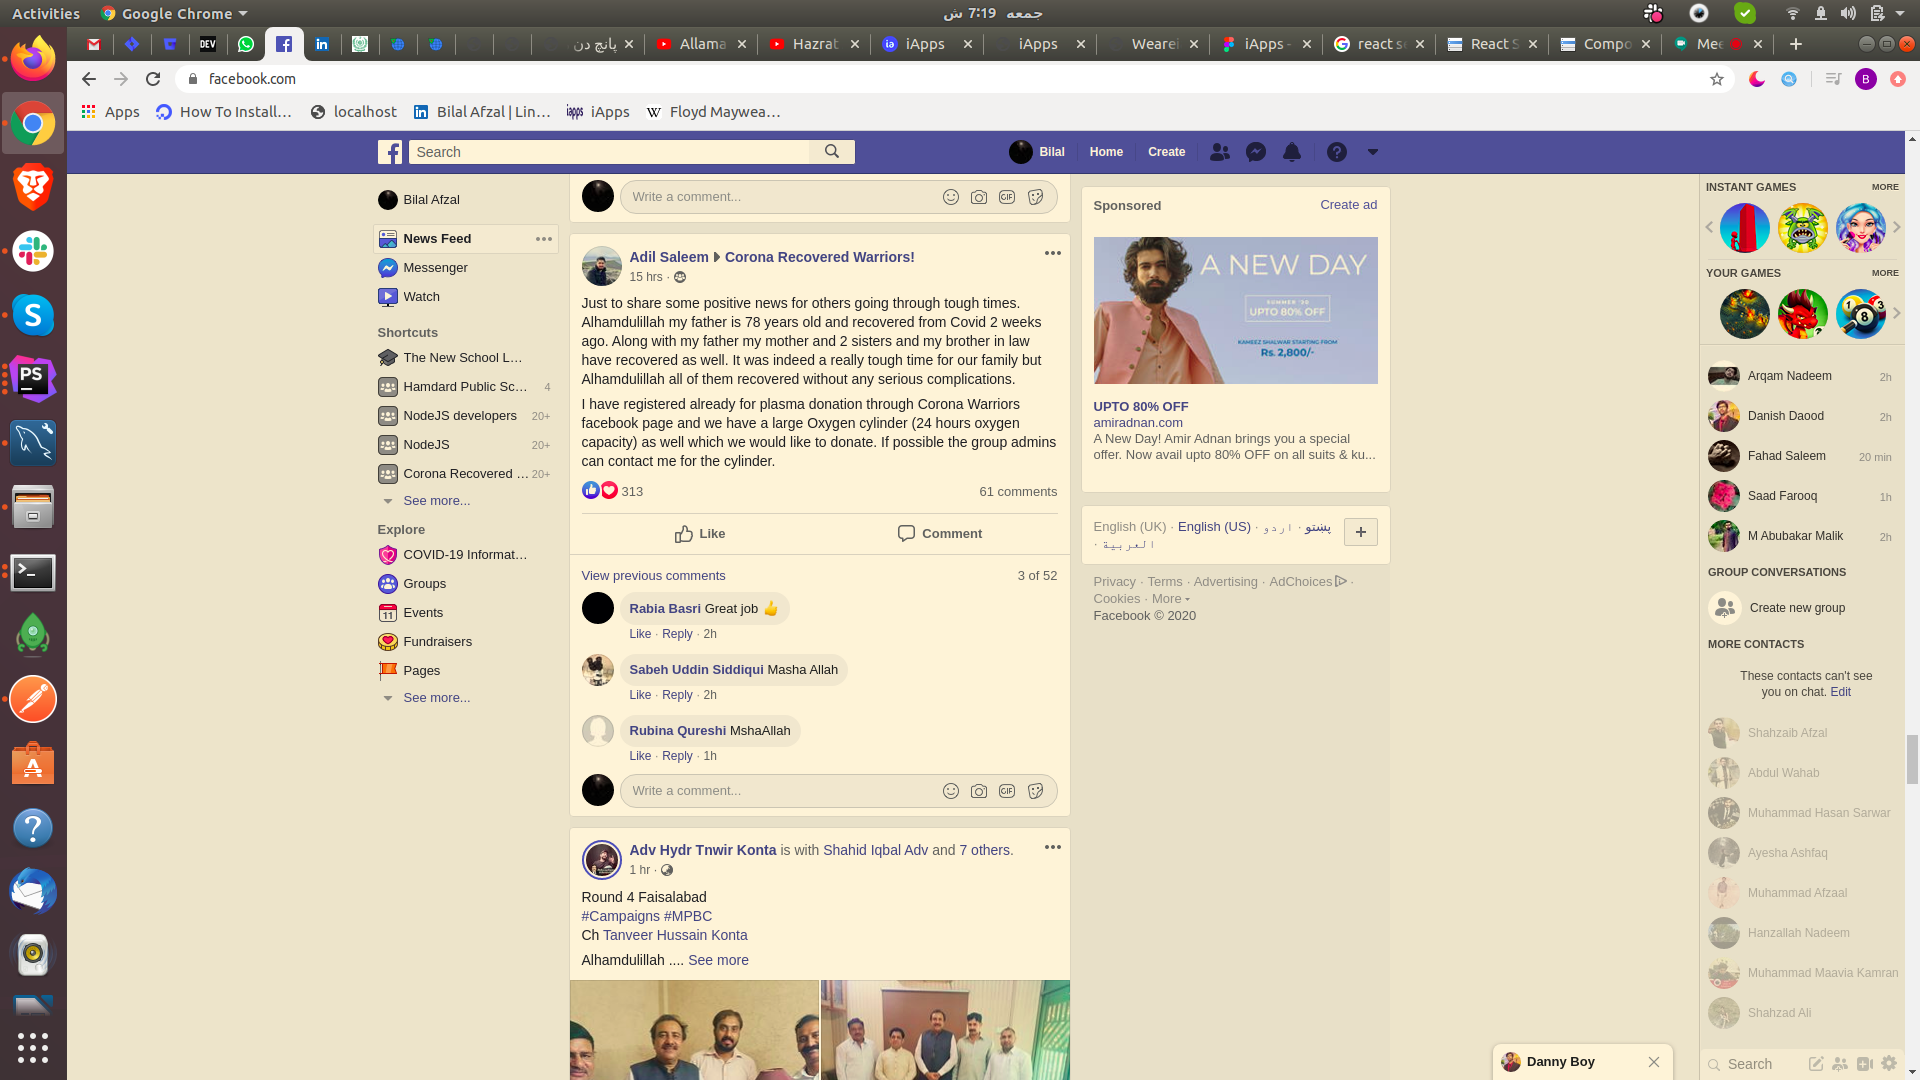 Activities
Google Chrome
جمعه 7:19 ش
پانچ دن
Allama
Hazrat
iApps
iApps
Wearei
iApps -
react se
React S
Compo
Mee
facebook.com
Apps
How To Install...
localhost
Bilal Afzal | Lin...
iApps
Floyd Maywea...
Search
Bilal
Home
Create
Bilal Afzal
News Feed
Messenger
Watch
Shortcuts
The New School L...
Hamdard Public Sc... 4
NodeJS developers 20+
NodeJS 20+
Corona Recovered ... 20+
See more...
Explore
COVID-19 Informat...
Groups
Events
Fundraisers
Pages
See more...
Write a comment...
Adil Saleem Corona Recovered Warriors!
15 hrs ·
Just to share some positive news for others going through tough times.
Alhamdulillah my father is 78 years old and recovered from Covid 2 weeks
ago. Along with my father my mother and 2 sisters and my brother in law
have recovered as well. It was indeed a really tough time for our family but
Alhamdulillah all of them recovered without any serious complications.
I have registered already for plasma donation through Corona Warriors
facebook page and we have a large Oxygen cylinder (24 hours oxygen
capacity) as well which we would like to donate. If possible the group admins
can contact me for the cylinder.
313
61 comments
Like
Comment
View previous comments
3 of 52
Rabia Basri Great job 👍
Like · Reply · 2h
Sabeh Uddin Siddiqui Masha Allah
Like · Reply · 2h
Rubina Qureshi MshaAllah
Like · Reply · 1h
Write a comment...
Adv Hydr Tnwir Konta is with Shahid Iqbal Adv and 7 others.
1 hr ·
Round 4 Faisalabad
#Campaigns #MPBC
Ch Tanveer Hussain Konta
Alhamdulillah .... See more
Sponsored
Create ad
A NEW DAY
SUMMER '20
UPTO 80% OFF
KAMEEZ SHALWAR STARTING FROM
Rs. 2,800/-
UPTO 80% OFF
amiradnan.com
A New Day! Amir Adnan brings you a special
offer. Now avail upto 80% OFF on all suits & ku...
English (UK) · English (US) · اردو · پښتو
العربية ·
Privacy · Terms · Advertising · AdChoices ·
Cookies · More
Facebook © 2020
INSTANT GAMES
MORE
YOUR GAMES
MORE
Arqam Nadeem 2h
Danish Daood 2h
Fahad Saleem 20 min
Saad Farooq 1h
M Abubakar Malik 2h
GROUP CONVERSATIONS
Create new group
MORE CONTACTS
These contacts can't see
you on chat. Edit
Shahzaib Afzal
Abdul Wahab
Muhammad Hasan Sarwar
Ayesha Ashfaq
Muhammad Afzaal
Hanzallah Nadeem
Muhammad Maavia Kamran
Shahzad Ali
Search
Danny Boy